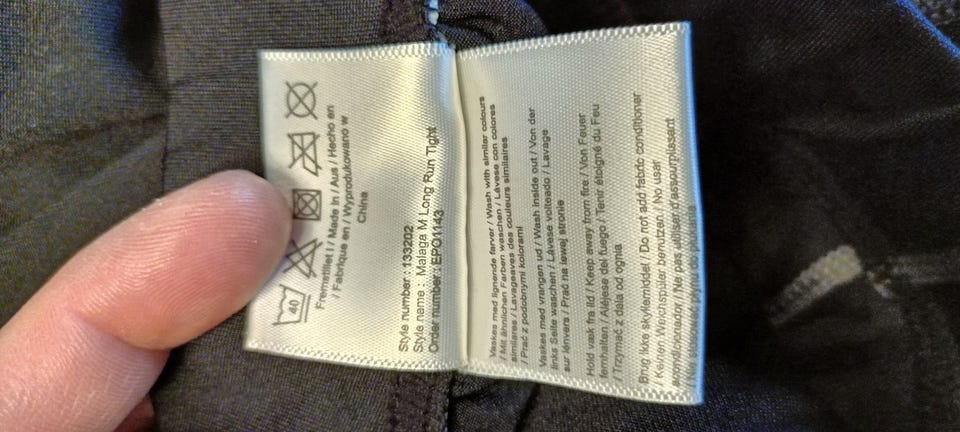 40
Fremstillet I / Made In / Aus / Hecho en
/ Fabrique en / Wyprodukowano w
China
Style number : 133202
Style name : Malaga M Long Run Tight
Order number : EPO1143
Vaskes med lignende farver / Wash with similar colours
/ Mit ähnlichen Farben waschen / Lávese con colores
similares / Lavageaves des couleurs similaires
/ Prać z podobnymi kolorami
Vaskes med vrangen ud / Wash Inside out / Von der
links Seite waschen / Lávese volteado / Lavage
sur lénvers / Prać na lewej stronie
Hold væk fra ild / Keep away from fire / Von Feuer
fernhalten / Aléjese del fuego / Tenir éloigné du Feu
/ Trzymać z dala od ognia
Brug ikke skyllemiddel / Do not add fabric conditioner
/ Keinen Weichspüler benutzen / No usar
acondicionador / Ne pas utiliser d'assouplissant